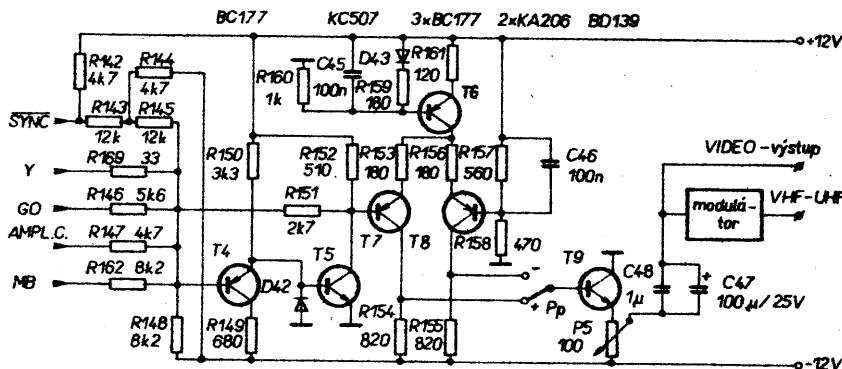 BC177 KC507 3×BC177 2×KA206 BD139
+12V
R142
4k7
R144
4k7
C45
100n
D43
R161
120
R160
1k
R159
180
T6
SYNC
R143
12k
R145
12k
Y
R169 33
R150
3k3
R152
510
R153
180
R156
180
R157
560
C46
100n
VIDEO-výstup
GO
R146 5k6
R151
2k7
modulá-
tor
VHF-UHF
AMPL.C.
R147 4k7
T7
T8
R158
470
MB
R162 8k2
T4
D42
T5
-
T9
C48
1µ
+
C47
100µ/25V
+ Pp
R148
8k2
R149
680
R154
820
R155
820
P5
100
-12V